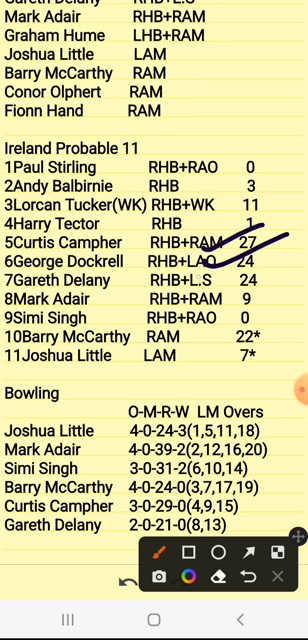 Gareth Delany RHB+L.S
Mark Adair RHB+RAM
Graham Hume LHB+RAM
Joshua Little LAM
Barry McCarthy RAM
Conor Olphert RAM
Fionn Hand RAM
Ireland Probable 11
1Paul Stirling RHB+RAO 0
2Andy Balbirnie RHB 3
3Lorcan Tucker(WK) RHB+WK 11
4Harry Tector RHB 1
5Curtis Campher RHB+RAM 27
6George Dockrell RHB+LAO 24
7Gareth Delany RHB+L.S 24
8Mark Adair RHB+RAM 9
9Simi Singh RHB+RAO 0
10Barry McCarthy RAM 22*
11Joshua Little LAM 7*
Bowling
O-M-R-W LM Overs
Joshua Little 4-0-24-3(1,5,11,18)
Mark Adair 4-0-39-2(2,12,16,20)
Simi Singh 3-0-31-2(6,10,14)
Barry McCarthy 4-0-24-0(3,7,17,19)
Curtis Campher 3-0-29-0(4,9,15)
Gareth Delany 2-0-21-0(8,13)